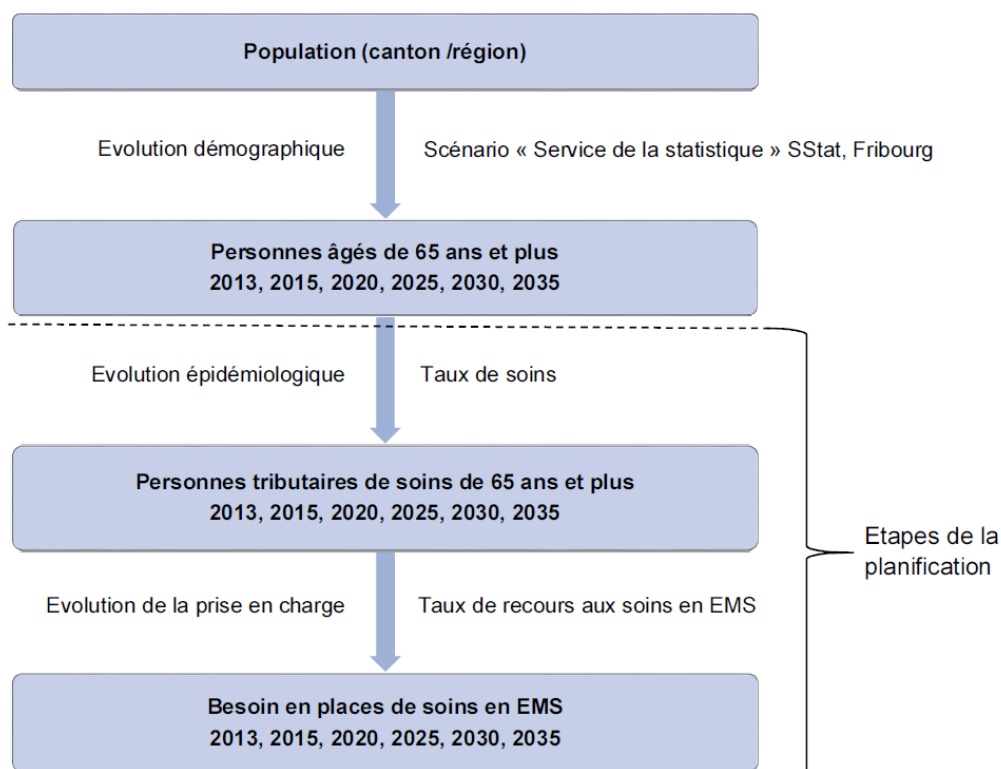 Population (canton /région)
Evolution démographique
Scénario « Service de la statistique » SStat, Fribourg
Personnes âgés de 65 ans et plus
2013, 2015, 2020, 2025, 2030, 2035
Evolution épidémiologique
Taux de soins
Personnes tributaires de soins de 65 ans et plus
2013, 2015, 2020, 2025, 2030, 2035
Etapes de la
planification
Evolution de la prise en charge
Taux de recours aux soins en EMS
Besoin en places de soins en EMS
2013, 2015, 2020, 2025, 2030, 2035